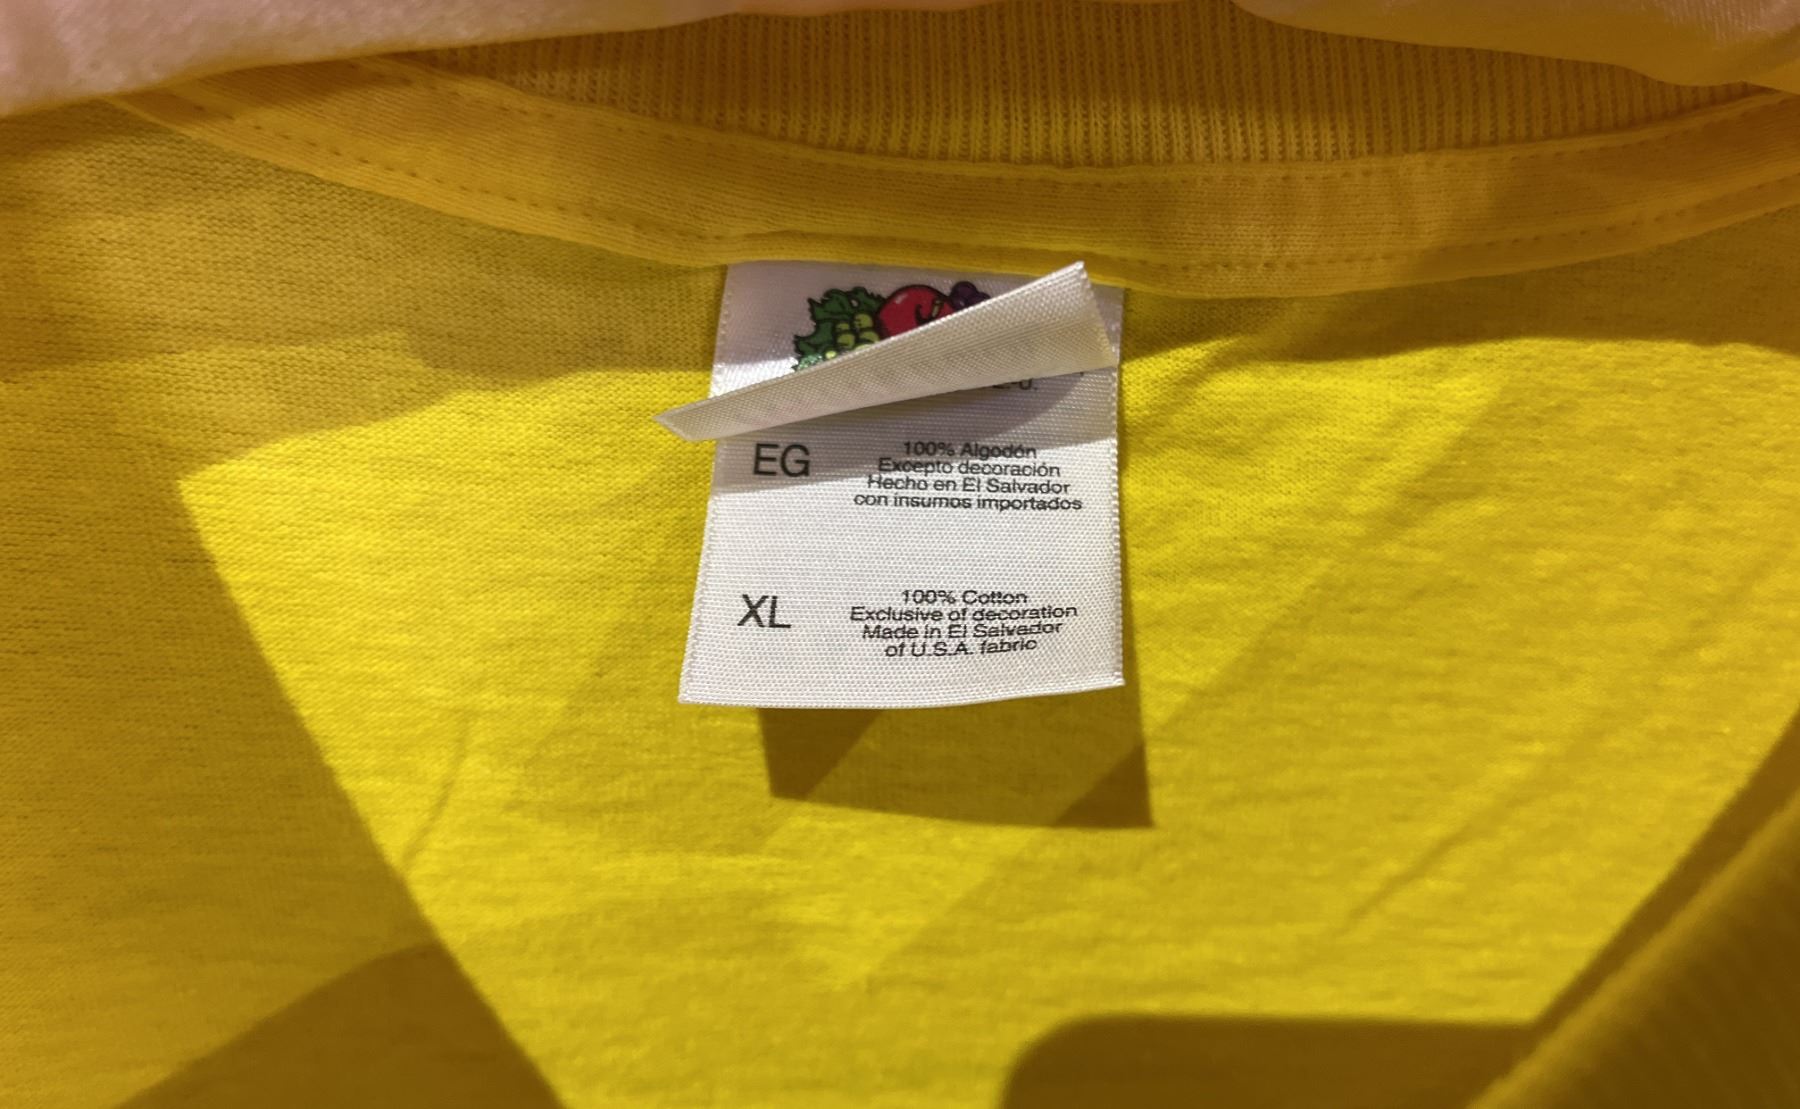 EG
100% Algodón
Excepto decoración
Hecho en El Salvador
con insumos importados
XL
100% Cotton
Exclusive of decoration
Made in El Salvador
of U.S.A. fabric